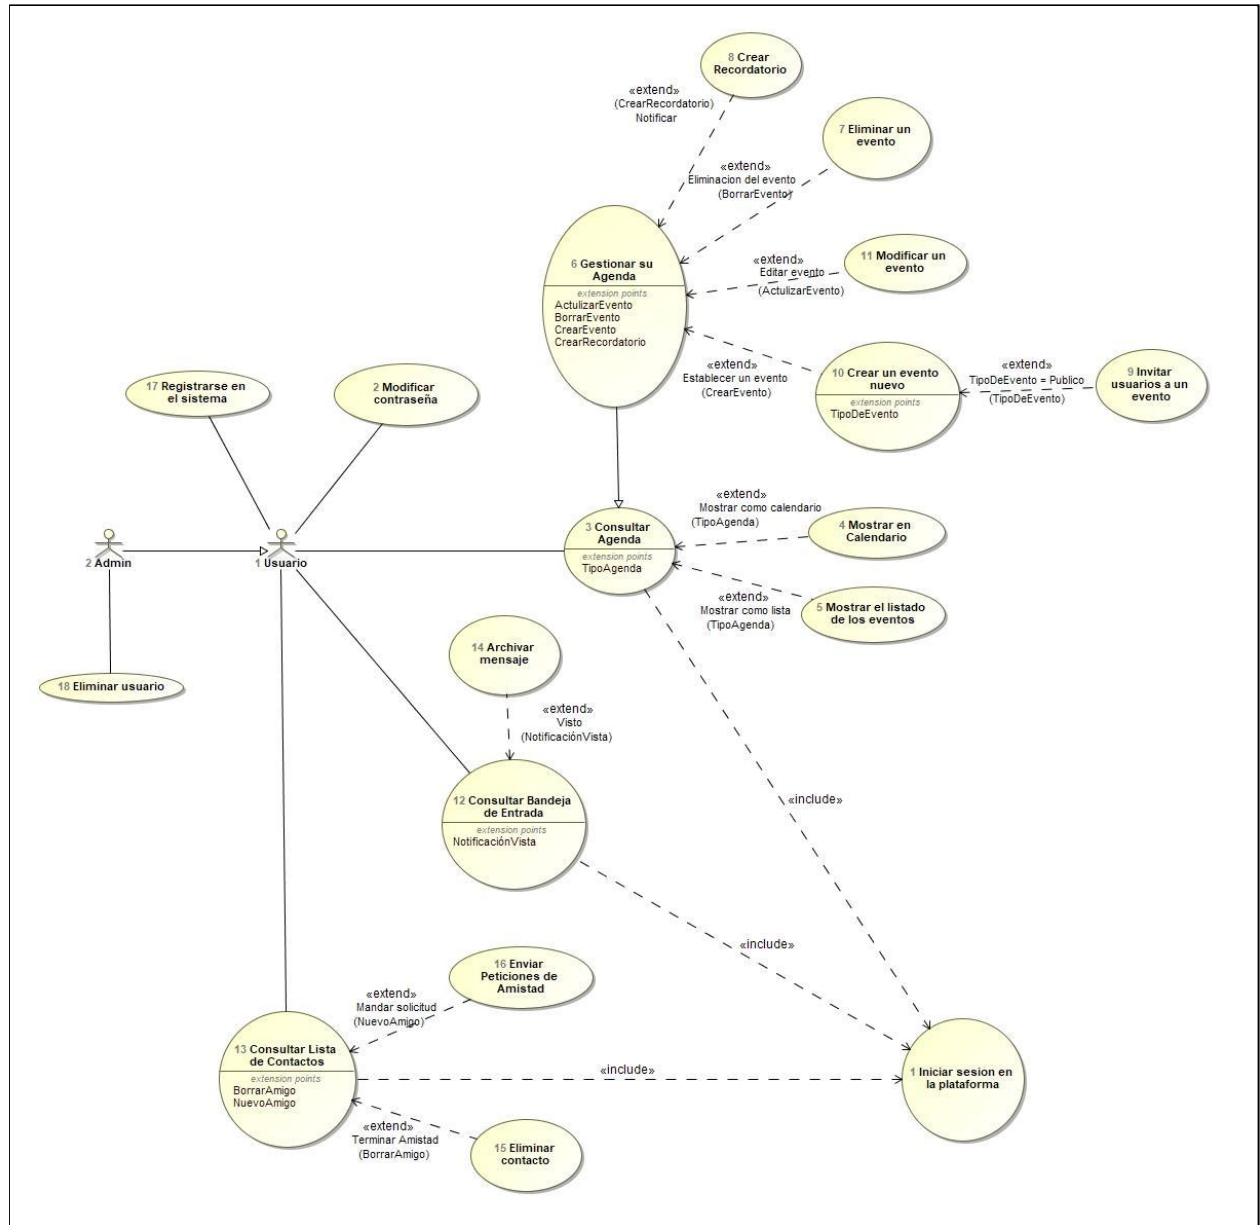 8 Crear
Recordatorio
«extend»
(CrearRecordatorio)
Notificar
7 Eliminar un
evento
«extend»
Eliminacion del evento
(BorrarEvento)
6 Gestionar su
Agenda
extension points
ActulizarEvento
BorrarEvento
CrearEvento
CrearRecordatorio
11 Modificar un
evento
«extend»
Editar evento
(ActulizarEvento)
«extend»
Establecer un evento
(CrearEvento)
10 Crear un evento
nuevo
extension points
TipoDeEvento
«extend»
TipoDeEvento = Publico
(TipoDeEvento)
9 Invitar
usuarios a un
evento
17 Registrarse en
el sistema
2 Modificar
contraseña
2 Admin
1 Usuario
3 Consultar
Agenda
extension points
TipoAgenda
«extend»
Mostrar como calendario
(TipoAgenda)
4 Mostrar en
Calendario
«extend»
Mostrar como lista
(TipoAgenda)
5 Mostrar el listado
de los eventos
18 Eliminar usuario
14 Archivar
mensaje
«extend»
Visto
(NotificaciónVista)
12 Consultar Bandeja
de Entrada
extension points
NotificaciónVista
«include»
«include»
16 Enviar
Peticiones de
Amistad
«extend»
Mandar solicitud
(NuevoAmigo)
13 Consultar Lista
de Contactos
extension points
BorrarAmigo
NuevoAmigo
«include»
1 Iniciar sesion en
la plataforma
«extend»
Terminar Amistad
(BorrarAmigo)
15 Eliminar
contacto